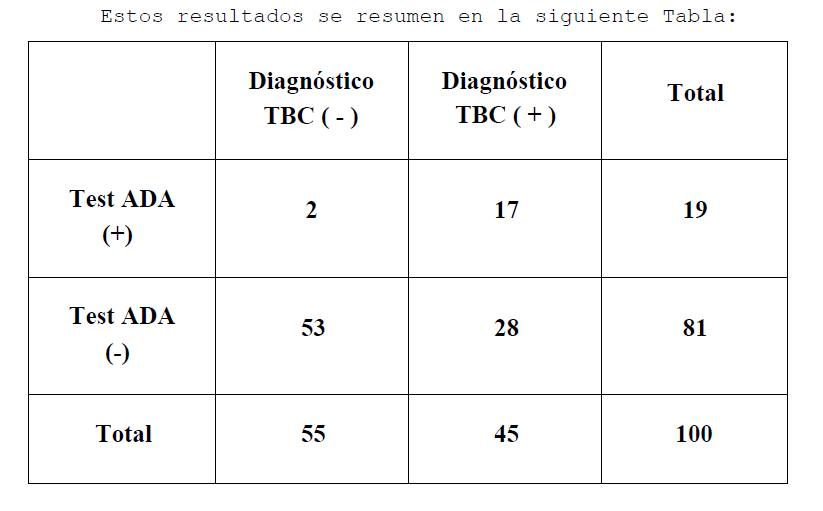 Estos resultados se resumen en la siguiente Tabla:
Diagnóstico Diagnóstico Total
TBC ( - ) TBC ( + )
Test ADA 2 17 19
(+)
Test ADA 53 28 81
(-)
Total 55 45 100